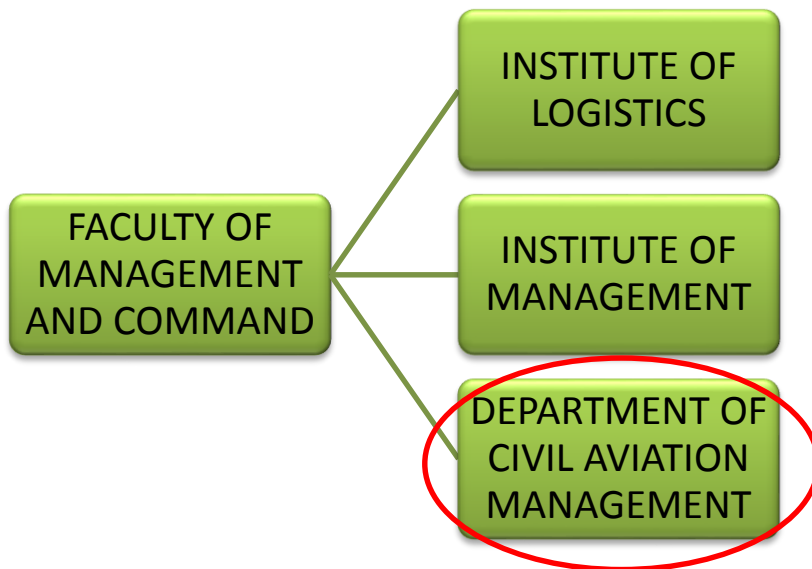 INSTITUTE OF
LOGISTICS
FACULTY OF
MANAGEMENT
AND COMMAND
INSTITUTE OF
MANAGEMENT
DEPARTMENT OF
CIVIL AVIATION
MANAGEMENT